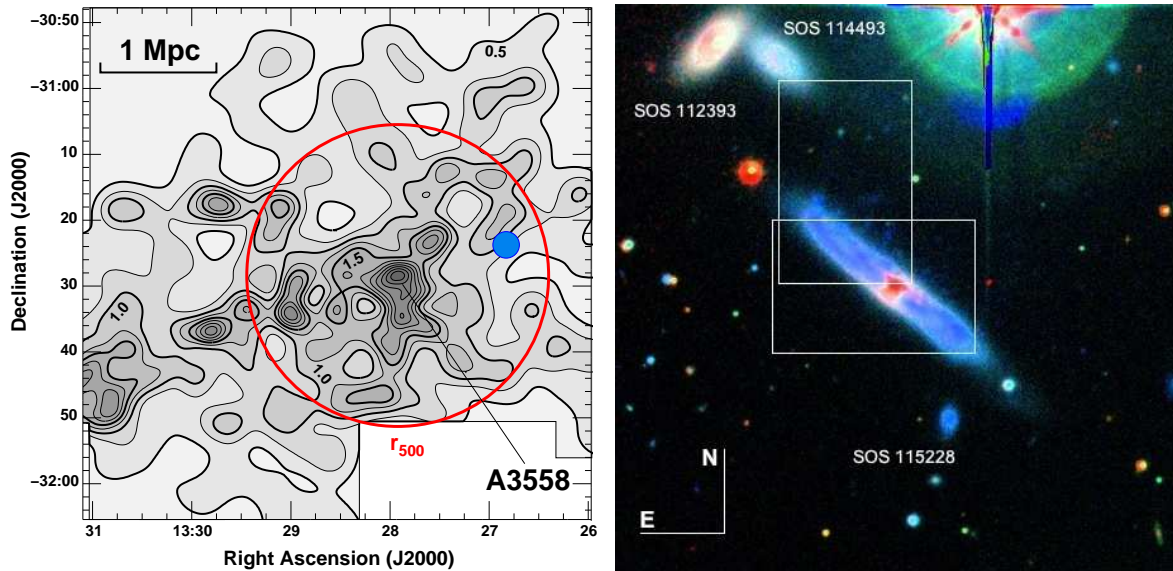 1 Mpc
0.5
1.5
1.0
1.0
r500
A3558
−30:50
−31:00
10
20
30
40
50
−32:00
31
13:30
29
28
27
26
Declination (J2000)
Right Ascension (J2000)
SOS 114493
SOS 112393
SOS 115228
N
E